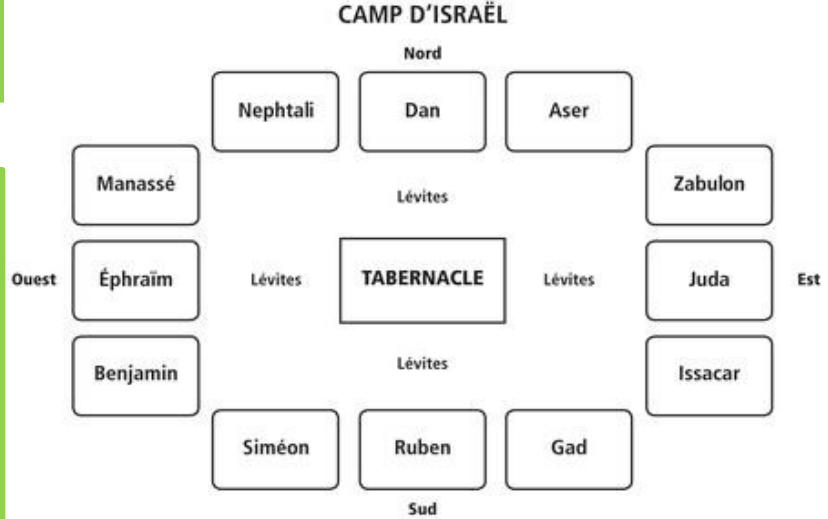 CAMP D'ISRAËL
Nord
Nephtali
Dan
Aser
Manassé
Lévites
Zabulon
Ouest
Éphraïm
Lévites
TABERNACLE
Lévites
Juda
Est
Benjamin
Lévites
Issacar
Siméon
Ruben
Gad
Sud